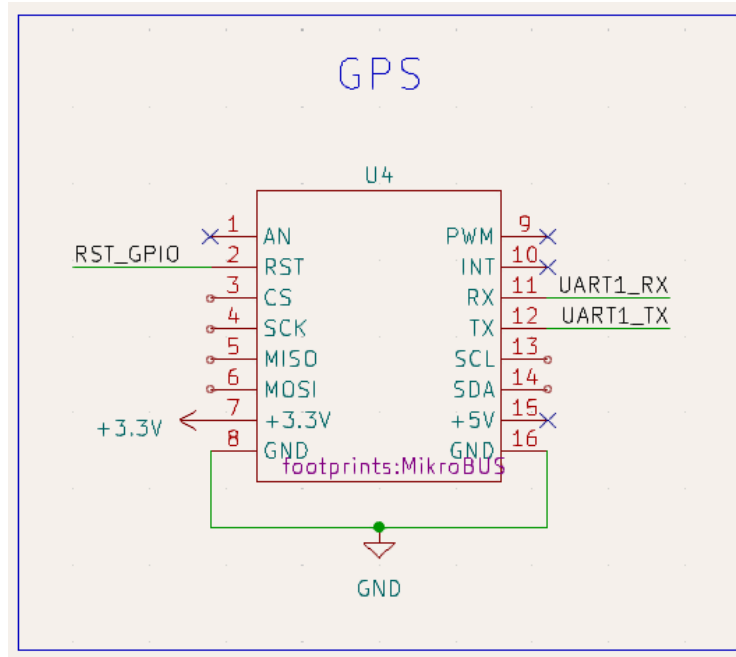 GPS
U4
1 AN PWM 9
RST_GPIO 2 RST INT 10
3 CS RX 11 UART1_RX
4 SCK TX 12 UART1_TX
5 MISO SCL 13
6 MOSI SDA 14
+3.3V 7 +3.3V +5V 15
8 GND GND 16
footprints:MikroBUS
GND